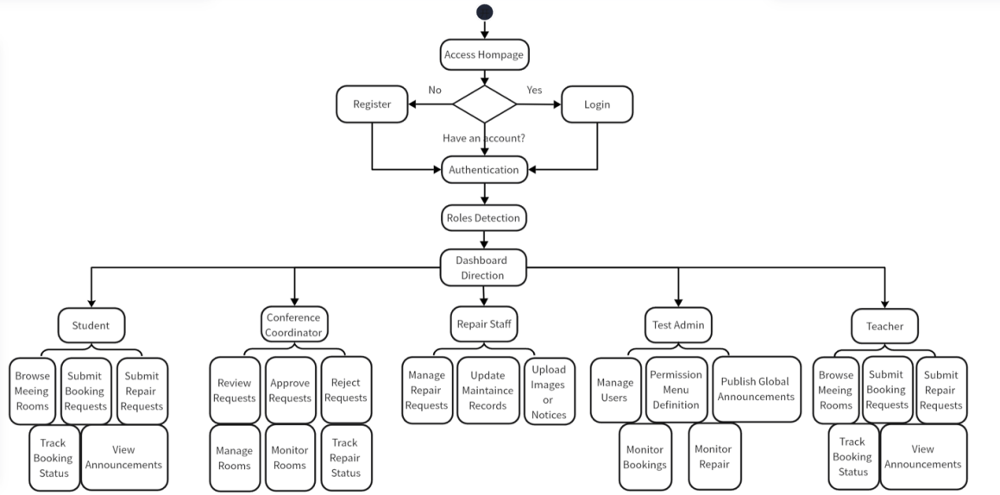 Access Hompage
No
Yes
Register
Login
Have an account?
Authentication
Roles Detection
Dashboard
Direction
Student
Conference
Coordinator
Repair Staff
Test Admin
Teacher
Browse
Meeing
Rooms
Submit
Booking
Requests
Submit
Repair
Requests
Track
Booking
Status
View
Announcements
Review
Requests
Approve
Requests
Reject
Requests
Manage
Rooms
Monitor
Rooms
Track
Repair
Status
Manage
Repair
Requests
Update
Maintaince
Records
Upload
Images
or
Notices
Manage
Users
Permission
Menu
Definition
Publish Global
Announcements
Monitor
Bookings
Monitor
Repair
Browse
Meeing
Rooms
Submit
Booking
Requests
Submit
Repair
Requests
Track
Booking
Status
View
Announcements